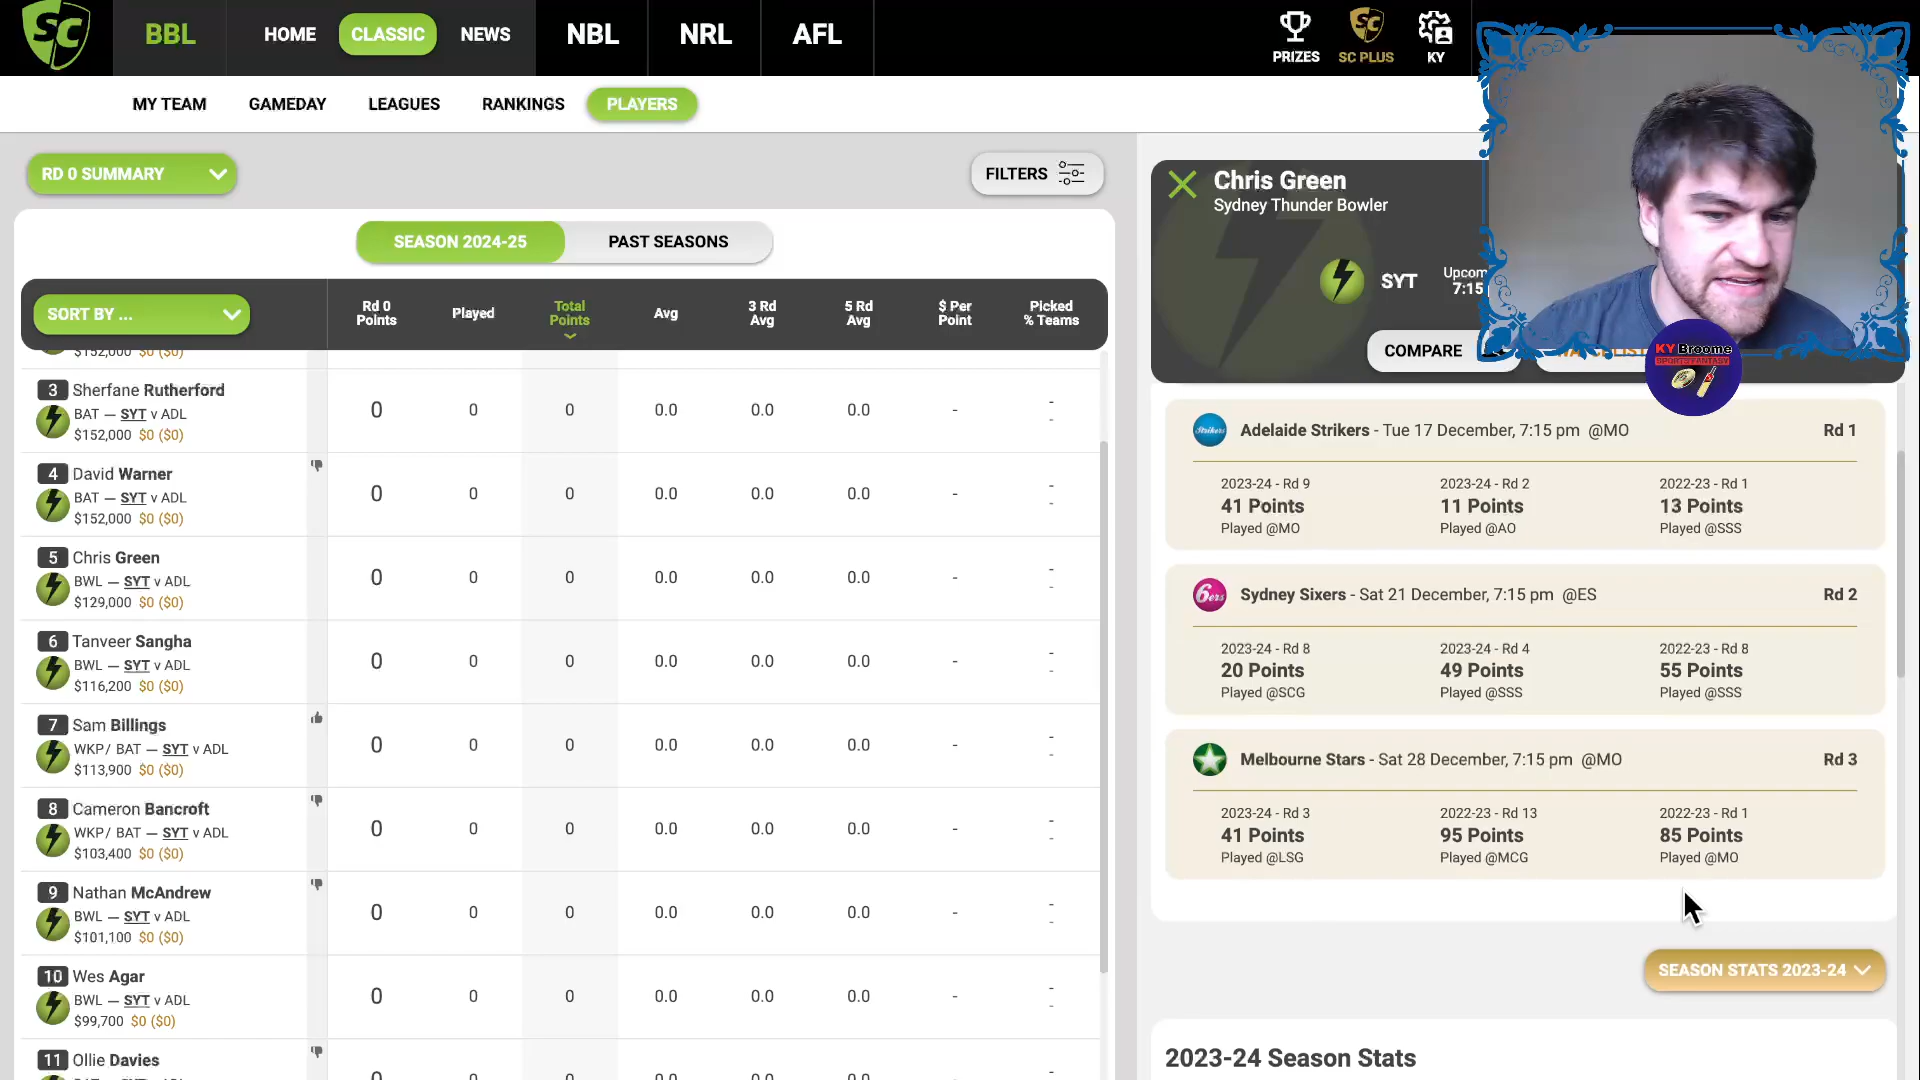 SC
BBL
HOME
CLASSIC
NEWS
NBL
NRL
AFL
PRIZES
SC PLUS
KY
MY TEAM
GAMEDAY
LEAGUES
RANKINGS
PLAYERS
RD 0 SUMMARY
FILTERS
SEASON 2024-25
PAST SEASONS
SORT BY ...
Rd 0 Points
Played
Total Points
Avg
3 Rd Avg
5 Rd Avg
$ Per Point
Picked % Teams
$152,000 $0 ($0)
3 Sherfane Rutherford
BAT — SYT v ADL
$152,000 $0 ($0)
0 0 0 0.0 0.0 0.0 - - -
4 David Warner
BAT — SYT v ADL
$152,000 $0 ($0)
0 0 0 0.0 0.0 0.0 - - -
5 Chris Green
BWL — SYT v ADL
$129,000 $0 ($0)
0 0 0 0.0 0.0 0.0 - - -
6 Tanveer Sangha
BWL — SYT v ADL
$116,200 $0 ($0)
0 0 0 0.0 0.0 0.0 - - -
7 Sam Billings
WKP/ BAT — SYT v ADL
$113,900 $0 ($0)
0 0 0 0.0 0.0 0.0 - - -
8 Cameron Bancroft
WKP/ BAT — SYT v ADL
$103,400 $0 ($0)
0 0 0 0.0 0.0 0.0 - - -
9 Nathan McAndrew
BWL — SYT v ADL
$101,100 $0 ($0)
0 0 0 0.0 0.0 0.0 - - -
10 Wes Agar
BWL — SYT v ADL
$99,700 $0 ($0)
0 0 0 0.0 0.0 0.0 - - -
11 Ollie Davies
Chris Green
Sydney Thunder Bowler
SYT
Upcom
7:15
COMPARE
KY Broome
SPORTS FANTASY
Strikers
Adelaide Strikers - Tue 17 December, 7:15 pm @MO Rd 1
2023-24 - Rd 9 2023-24 - Rd 2 2022-23 - Rd 1
41 Points 11 Points 13 Points
Played @MO Played @AO Played @SSS
6ers
Sydney Sixers - Sat 21 December, 7:15 pm @ES Rd 2
2023-24 - Rd 8 2023-24 - Rd 4 2022-23 - Rd 8
20 Points 49 Points 55 Points
Played @SCG Played @SSS Played @SSS
Melbourne Stars - Sat 28 December, 7:15 pm @MO Rd 3
2023-24 - Rd 3 2022-23 - Rd 13 2022-23 - Rd 1
41 Points 95 Points 85 Points
Played @LSG Played @MCG Played @MO
SEASON STATS 2023-24
2023-24 Season Stats